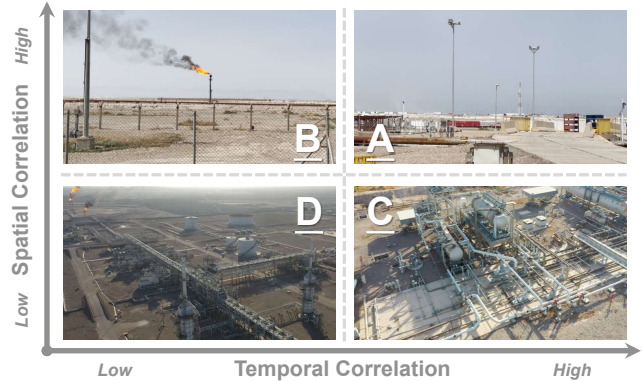 High
Spatial Correlation
Low
B
A
D
C
Low
Temporal Correlation
High